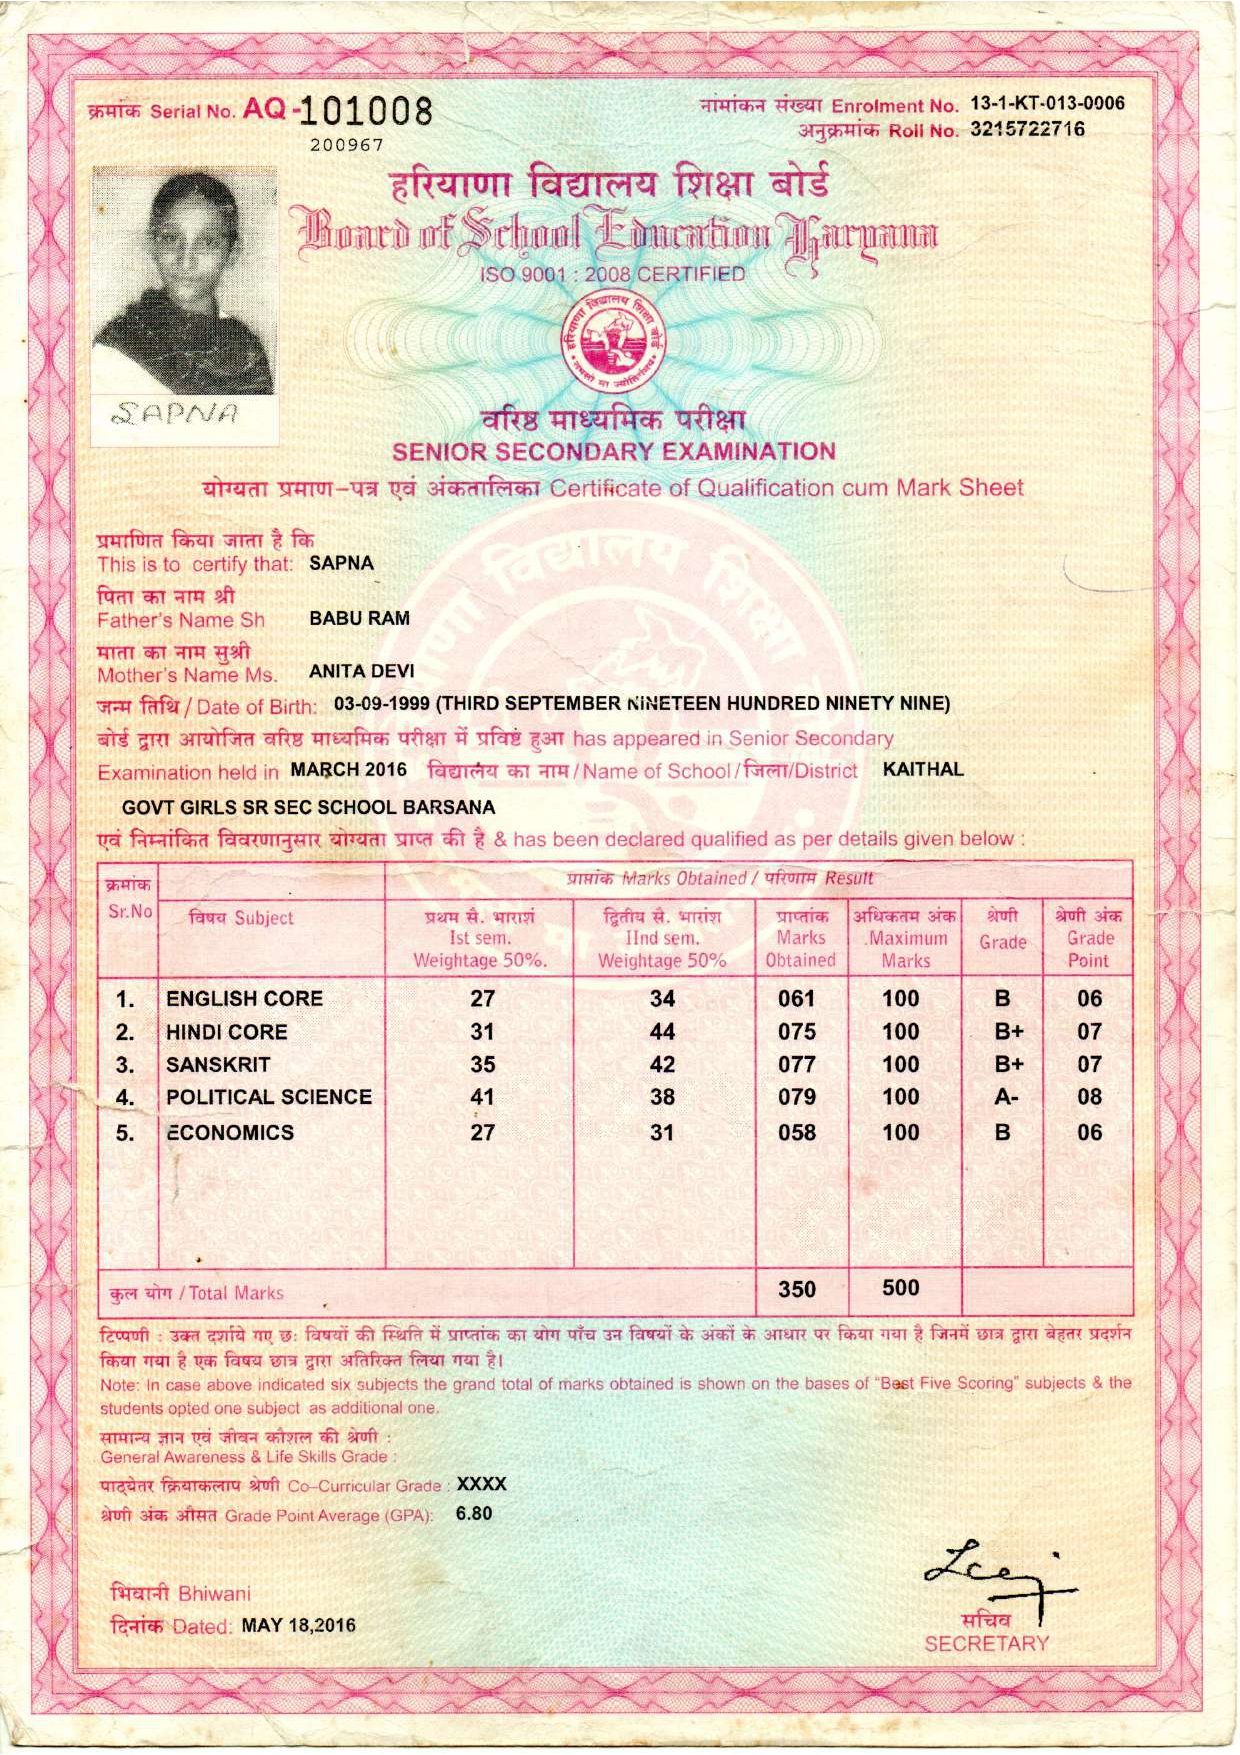 क्रमांक Serial No. AQ-101008
200967
नामांकन संख्या Enrolment No. 13-1-KT-013-0006
अनुक्रमांक Roll No. 3215722716
हरियाणा विद्यालय शिक्षा बोर्ड
Board of School Education Haryana
ISO 9001 : 2008 CERTIFIED
हरियाणा विद्यालय शिक्षा बोर्ड
तमसो मा ज्योतिर्गमय
SAPNA
वरिष्ठ माध्यमिक परीक्षा
SENIOR SECONDARY EXAMINATION
योग्यता प्रमाण-पत्र एवं अंकतालिका Certificate of Qualification cum Mark Sheet
प्रमाणित किया जाता है कि
This is to certify that: SAPNA
पिता का नाम श्री
Father's Name Sh BABU RAM
माता का नाम सुश्री
Mother's Name Ms. ANITA DEVI
जन्म तिथि / Date of Birth: 03-09-1999 (THIRD SEPTEMBER NINETEEN HUNDRED NINETY NINE)
बोर्ड द्वारा आयोजित वरिष्ठ माध्यमिक परीक्षा में प्रविष्ट हुआ has appeared in Senior Secondary
Examination held in MARCH 2016 विद्यालय का नाम / Name of School / जिला/District KAITHAL
GOVT GIRLS SR SEC SCHOOL BARSANA
एवं निम्नांकित विवरणानुसार योग्यता प्राप्त की है & has been declared qualified as per details given below :
क्रमांक Sr.No विषय Subject प्राप्तांक Marks Obtained / परिणाम Result
प्रथम सै. भाराशं द्वितीय सै. भारांश प्राप्तांक अधिकतम अंक श्रेणी श्रेणी अंक
Ist sem. IInd sem. Marks Maximum Grade Grade
Weightage 50%. Weightage 50% Obtained Marks Point
1. ENGLISH CORE 27 34 061 100 B 06
2. HINDI CORE 31 44 075 100 B+ 07
3. SANSKRIT 35 42 077 100 B+ 07
4. POLITICAL SCIENCE 41 38 079 100 A- 08
5. ECONOMICS 27 31 058 100 B 06
कुल योग / Total Marks 350 500
टिप्पणी : उक्त दर्शाये गए छः विषयों की स्थिति में प्राप्तांक का योग पाँच उन विषयों के अंकों के आधार पर किया गया है जिनमें छात्र द्वारा बेहतर प्रदर्शन
किया गया है एक विषय छात्र द्वारा अतिरिक्त लिया गया है।
Note: In case above indicated six subjects the grand total of marks obtained is shown on the bases of "Best Five Scoring" subjects & the
students opted one subject as additional one.
सामान्य ज्ञान एवं जीवन कौशल की श्रेणी :
General Awareness & Life Skills Grade :
पाठ्येतर क्रियाकलाप श्रेणी Co-Curricular Grade : XXXX
श्रेणी अंक औसत Grade Point Average (GPA): 6.80
भिवानी Bhiwani
दिनांक Dated: MAY 18,2016
सचिव
SECRETARY